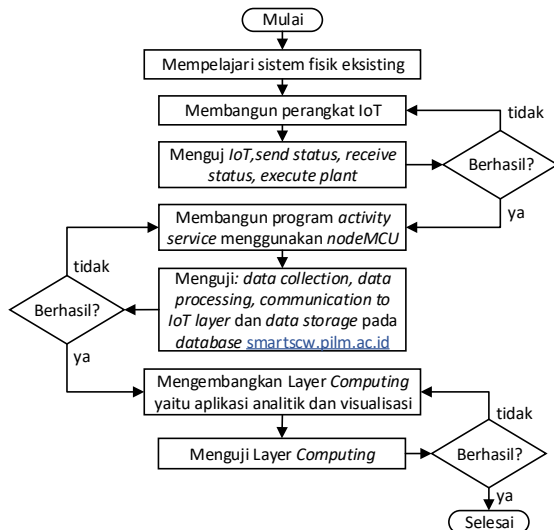 Mulai
Mempelajari sistem fisik eksisting
Membangun perangkat IoT
tidak
Menguj IoT,send status, receive
status, execute plant
Berhasil?
ya
Membangun program activity
service menggunakan nodeMCU
tidak
Menguji: data collection, data
processing, communication to
IoT layer dan data storage pada
database smartscw.pilm.ac.id
Berhasil?
ya
Mengembangkan Layer Computing
yaitu aplikasi analitik dan visualisasi
tidak
Menguji Layer Computing
Berhasil?
ya
Selesai